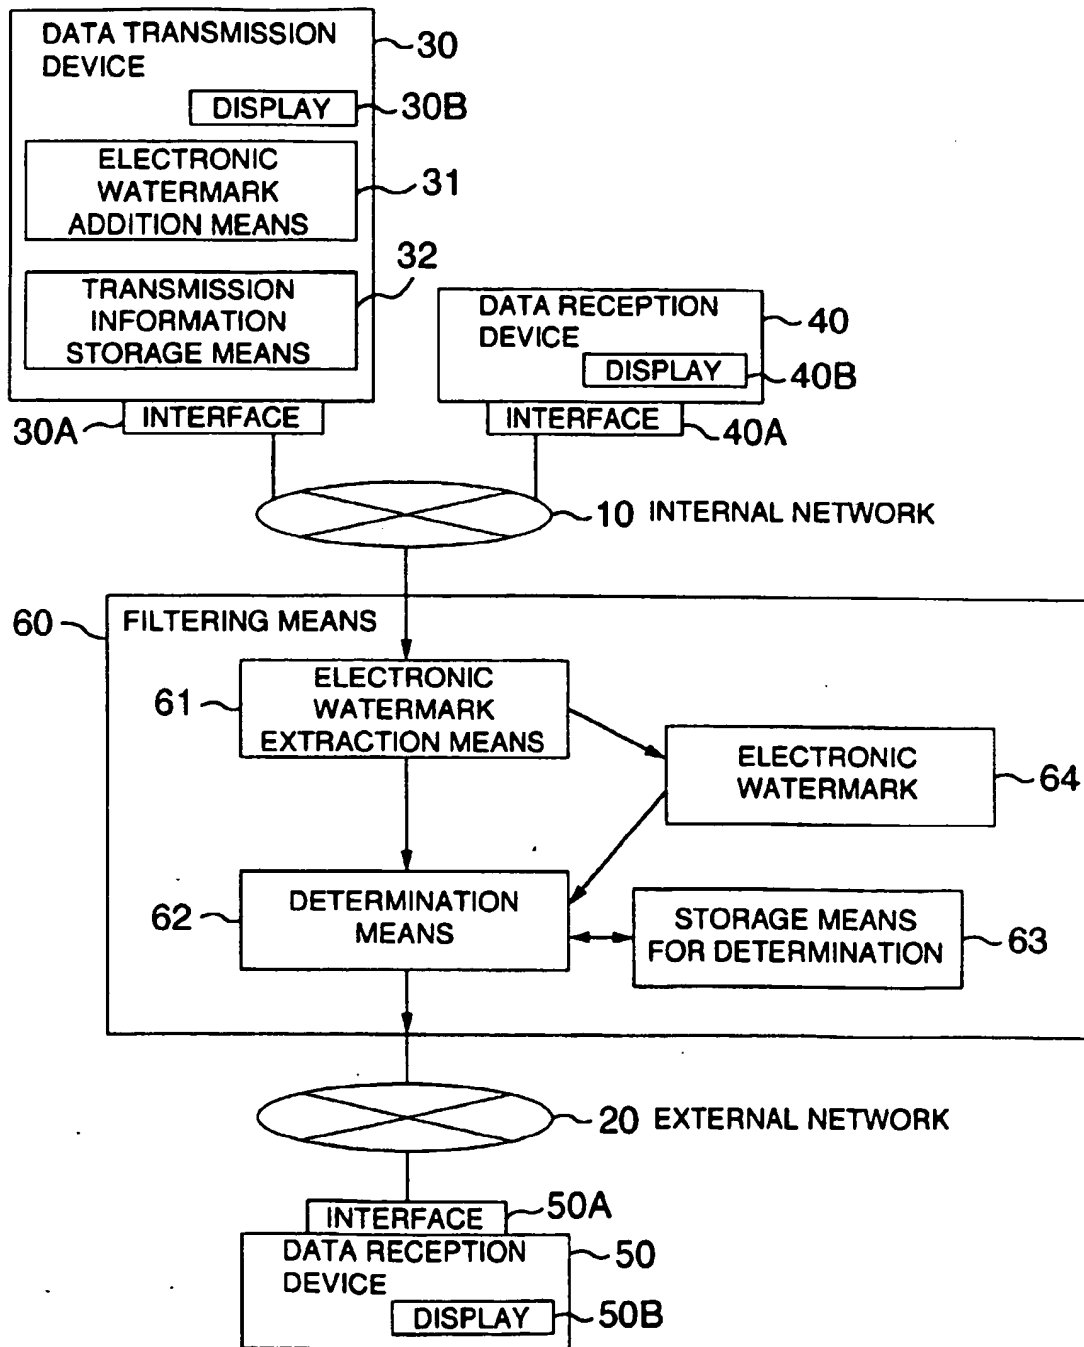 DATA TRANSMISSION
DEVICE
30
DISPLAY
30B
ELECTRONIC
WATERMARK
ADDITION MEANS
31
TRANSMISSION
INFORMATION
STORAGE MEANS
32
INTERFACE
30A
DATA RECEPTION
DEVICE
40
DISPLAY
40B
INTERFACE
40A
10 INTERNAL NETWORK
60
FILTERING MEANS
61
ELECTRONIC
WATERMARK
EXTRACTION MEANS
ELECTRONIC
WATERMARK
64
62
DETERMINATION
MEANS
STORAGE MEANS
FOR DETERMINATION
63
20 EXTERNAL NETWORK
INTERFACE
50A
DATA RECEPTION
DEVICE
50
DISPLAY
50B